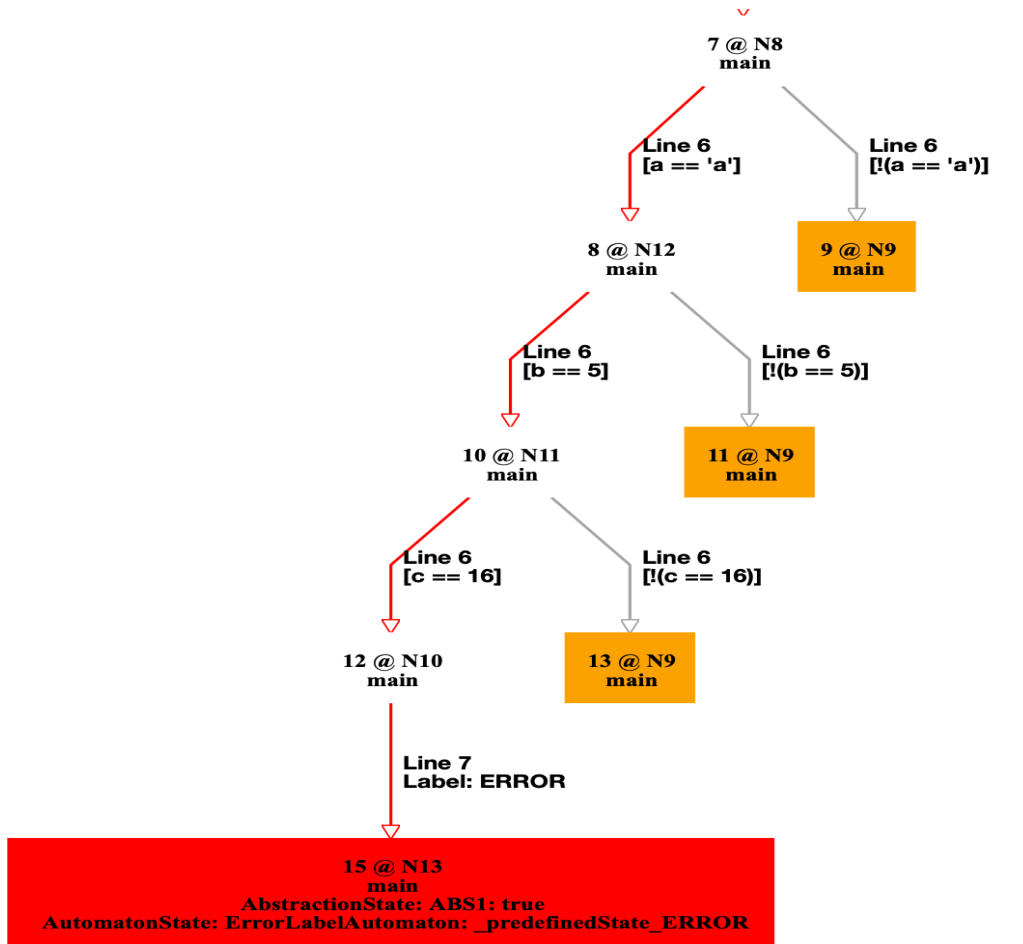 7 @ N8
main
Line 6
[a == 'a']
Line 6
[!(a == 'a')]
8 @ N12
main
9 @ N9
main
Line 6
[b == 5]
Line 6
[!(b == 5)]
10 @ N11
main
11 @ N9
main
Line 6
[c == 16]
Line 6
[!(c == 16)]
12 @ N10
main
13 @ N9
main
Line 7
Label: ERROR
15 @ N13
main
AbstractionState: ABS1: true
AutomatonState: ErrorLabelAutomaton: _predefinedState_ERROR